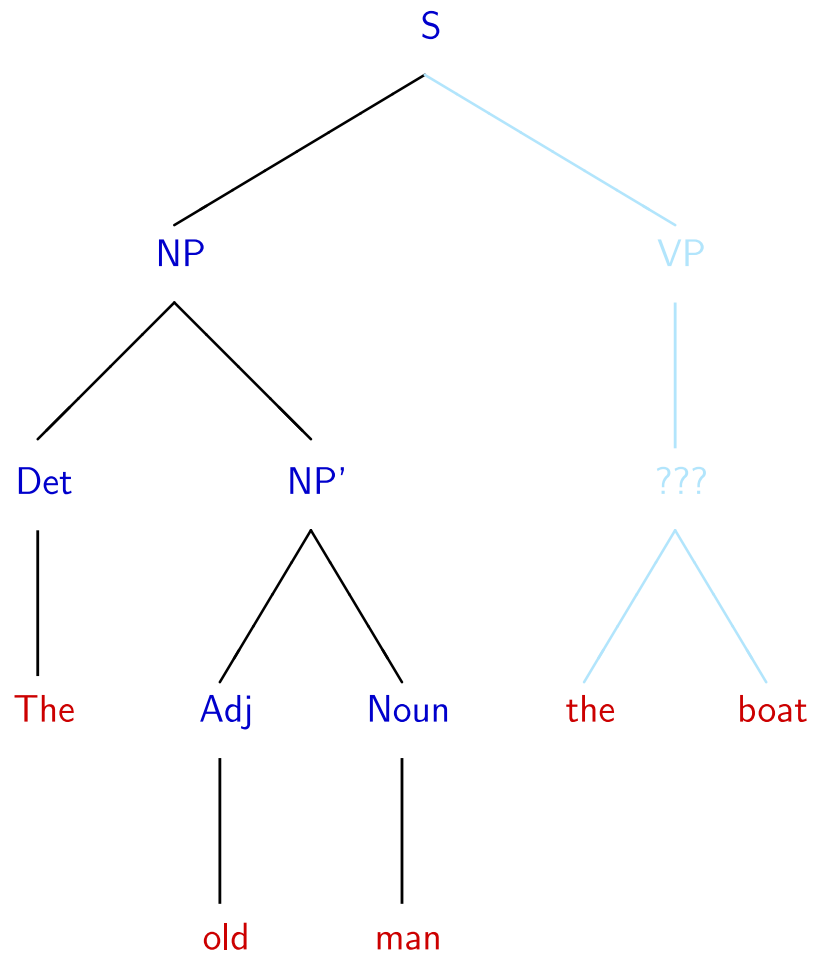 S
NP VP
Det NP' ???
The Adj Noun the boat
old man